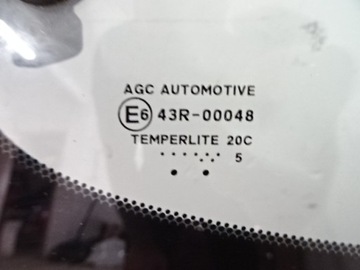 AGC AUTOMOTIVE
E6 43R-00048
TEMPERLITE 20C
5